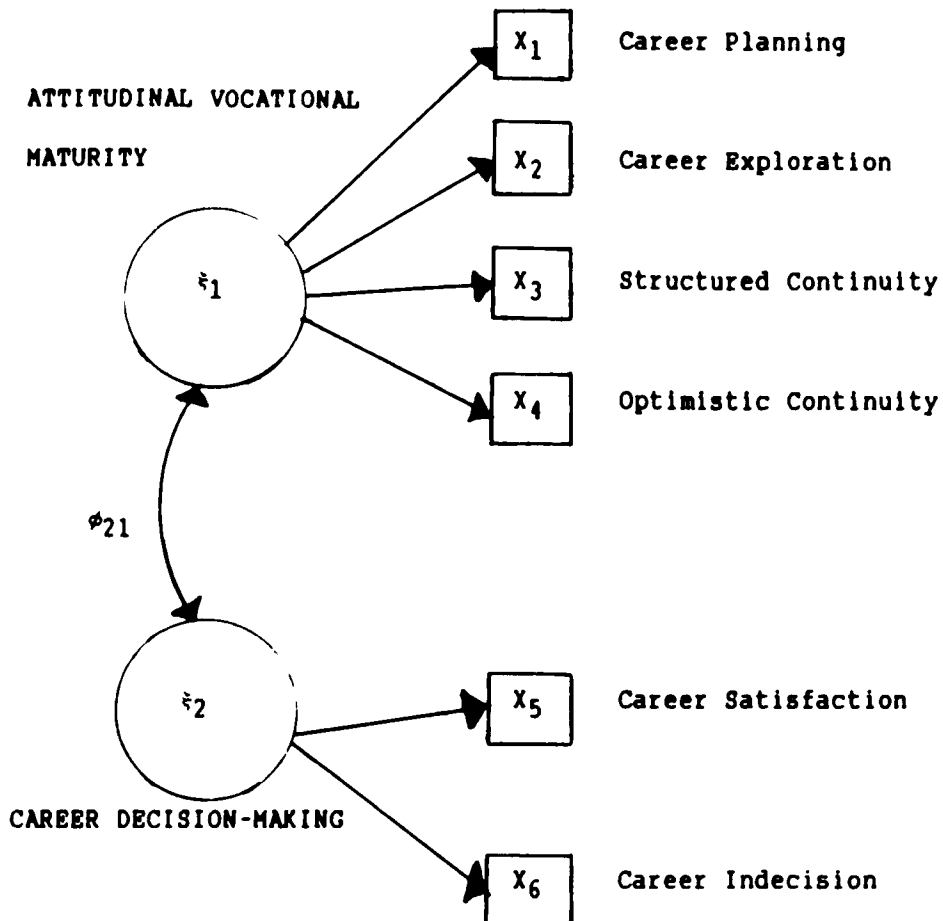 X1 Career Planning
ATTITUDINAL VOCATIONAL
MATURITY
X2 Career Exploration
ξ1
X3 Structured Continuity
X4 Optimistic Continuity
ø21
ξ2
X5 Career Satisfaction
CAREER DECISION-MAKING
X6 Career Indecision